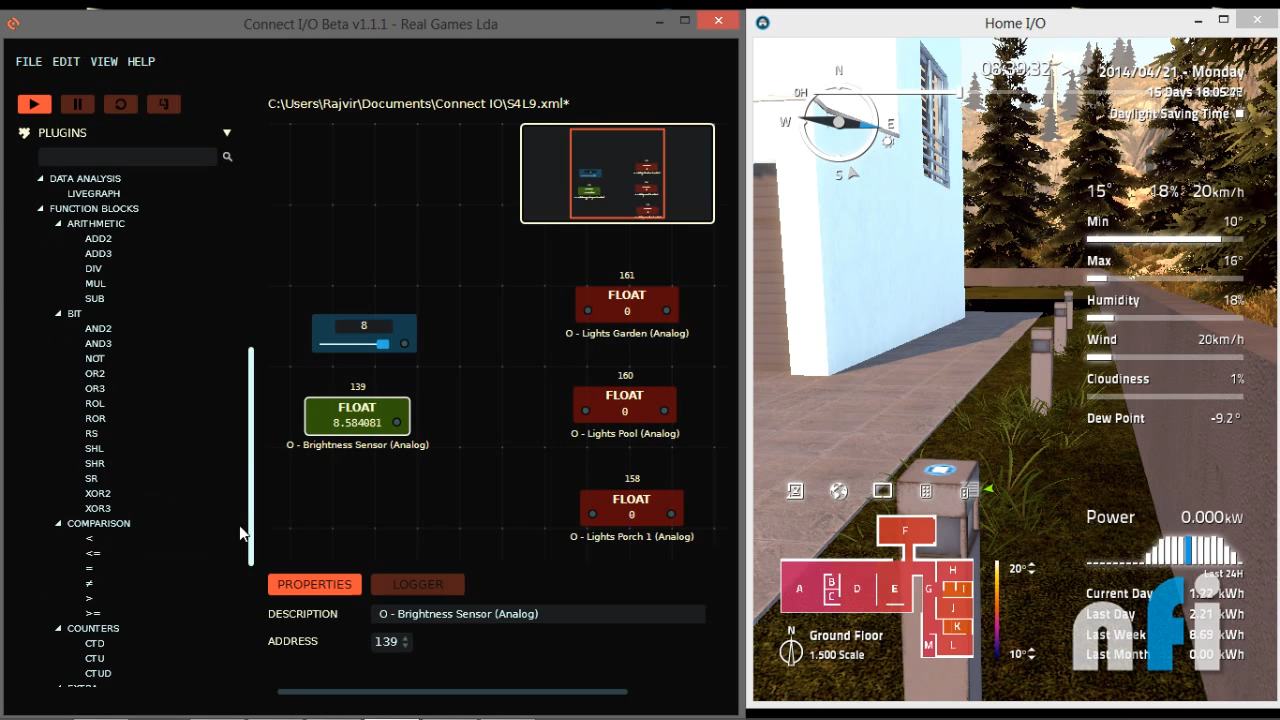 Connect I/O Beta v1.1.1 - Real Games Lda
FILE EDIT VIEW HELP
C:\Users\Rajvir\Documents\Connect IO\S4L9.xml*
PLUGINS
DATA ANALYSIS
LIVEGRAPH
FUNCTION BLOCKS
ARITHMETIC
ADD2
ADD3
DIV
MUL
SUB
BIT
AND2
AND3
NOT
OR2
OR3
ROL
ROR
RS
SHL
SHR
SR
XOR2
XOR3
COMPARISON
<
<=
=
≠
>
>=
COUNTERS
CTD
CTU
CTUD
8
139
FLOAT
8.584081
O - Brightness Sensor (Analog)
161
FLOAT
0
O - Lights Garden (Analog)
160
FLOAT
0
O - Lights Pool (Analog)
158
FLOAT
0
O - Lights Porch 1 (Analog)
PROPERTIES LOGGER
DESCRIPTION O - Brightness Sensor (Analog)
ADDRESS 139
Home I/O
N
W E
S
0H
2014/04/21 - Monday
Daylight Saving Time
15° 18% 20km/h
Min 10°
Max 16°
Humidity 18%
Wind 20km/h
Cloudiness 1%
Dew Point -9.2°
Power 0.000kW
Last 24H
Current Day 1.22 kWh
Last Day 2.21 kWh
Last Week 8.69 kWh
Last Month 0.00 kWh
F
A B C D E G H I J K L M
20°
10°
N
Ground Floor
1.500 Scale
nfi